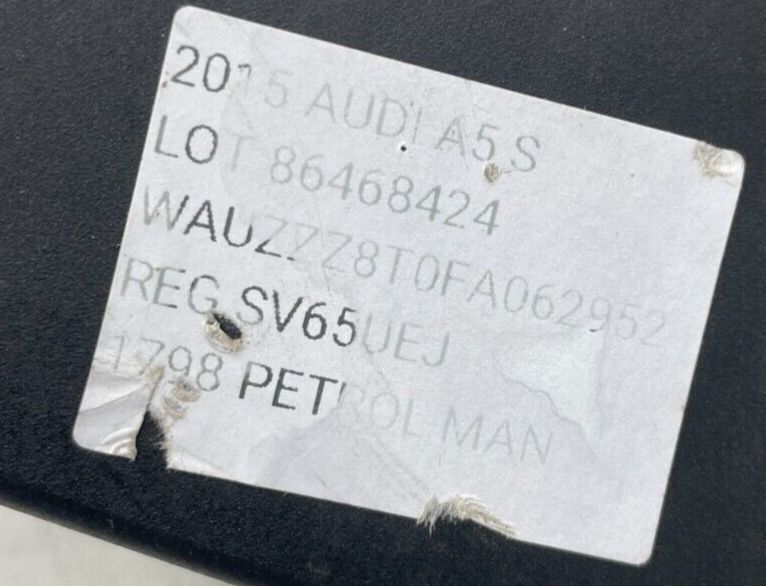 2015 AUDI A5 S
LOT 86468424
WAUZZZ8T0FA062952
REG SV65UEJ
1798 PETROL MAN